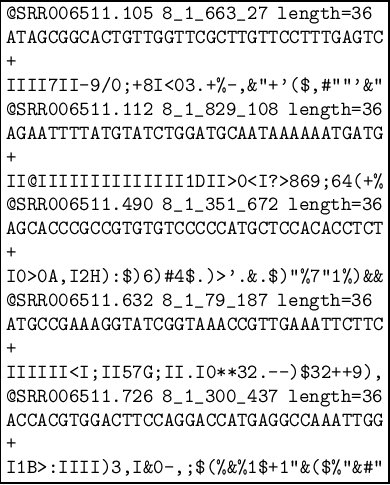 @SRR006511.105 8_1_663_27 length=36
ATAGCGGCACTGTTGGTTCGCTTGTTCCTTTGAGTC
+
IIII7II-9/0;+8I<03.+%-,&"+'($,#""'&"
@SRR006511.112 8_1_829_108 length=36
AGAATTTTATGTATCTGGATGCAATAAAAAATGATG
+
II@IIIIIIIIIIIIIII1DII>0<I?>869;64(+%
@SRR006511.490 8_1_351_672 length=36
AGCACCCGCCGTGTGTCCCCCATGCTCCACACCTCT
+
I0>0A,I2H):$)6)#4$.)>'.&.$)"%7"1%)&&
@SRR006511.632 8_1_79_187 length=36
ATGCCGAAAGGTATCGGTAAACCGTTGAAATTCTTC
+
IIIIII<I;II57G;II.I0**32.--)$32++9),
@SRR006511.726 8_1_300_437 length=36
ACCACGTGGACTTCCAGGACCATGAGGCCAAATTGG
+
I1B>:IIII)3,I&0-,;$(%&%1$+1"&($%"&#"